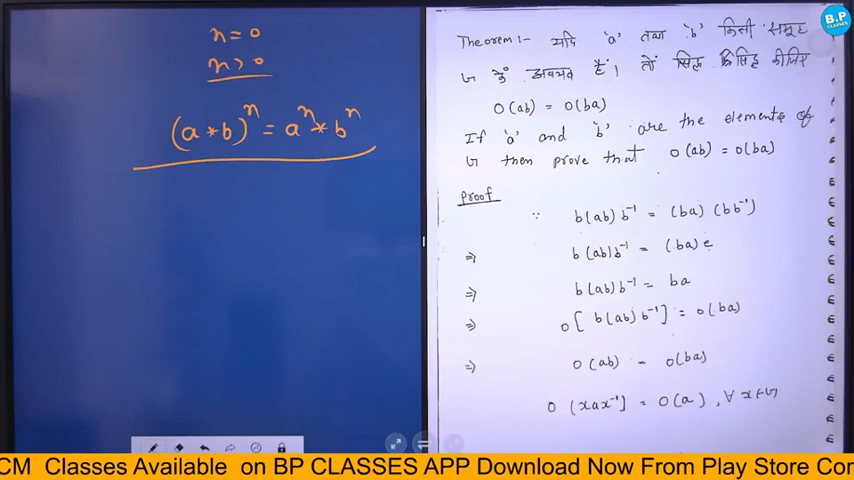 n = 0
n > 0
(a * b)^n = a^n * b^n
B.P
CLASSES
Theorem 1- यदि 'a' तथा 'b' किसी समूह
G के अवयव हैं। तो सिद्ध कीजिए
O(ab) = O(ba)
If 'a' and 'b' are the elements of
G then prove that O(ab) = O(ba)
Proof
∵ b(ab)b⁻¹ = (ba)(bb⁻¹)
⇒ b(ab)b⁻¹ = (ba)e
⇒ b(ab)b⁻¹ = ba
⇒ O[b(ab)b⁻¹] = O(ba)
⇒ O(ab) = O(ba)
O(xax⁻¹] = O(a), ∀ x ∈ G
CM Classes Available on BP CLASSES APP Download Now From Play Store Con